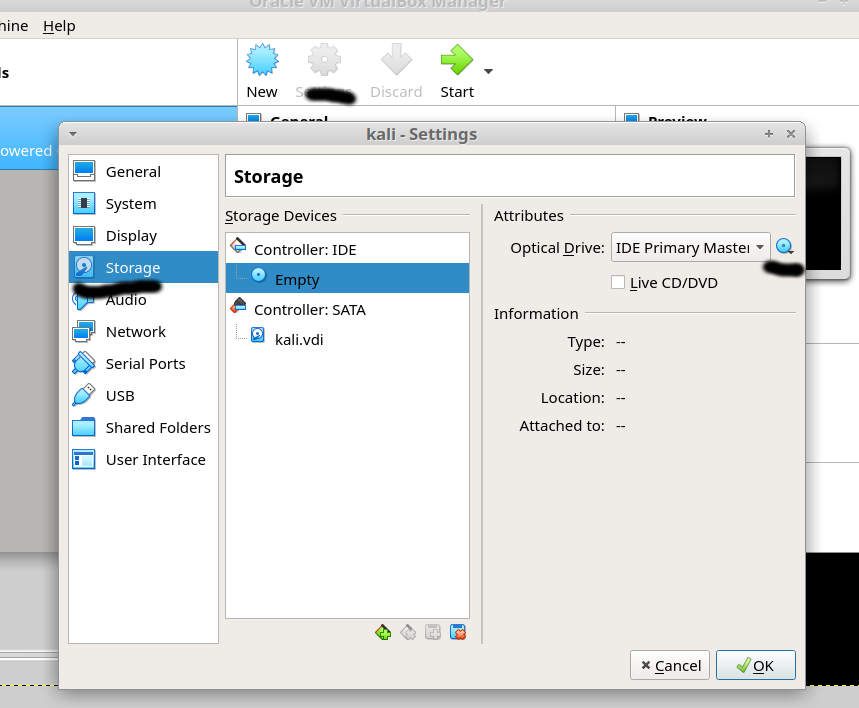 Oracle VM VirtualBox Manager
hine Help
ls
New
Discard
Start
General
Preview
owered
kali - Settings
General
System
Display
Storage
Audio
Network
Serial Ports
USB
Shared Folders
User Interface
Storage
Storage Devices
Controller: IDE
Empty
Controller: SATA
kali.vdi
Attributes
Optical Drive: IDE Primary Master
Live CD/DVD
Information
Type: --
Size: --
Location: --
Attached to: --
Cancel
OK